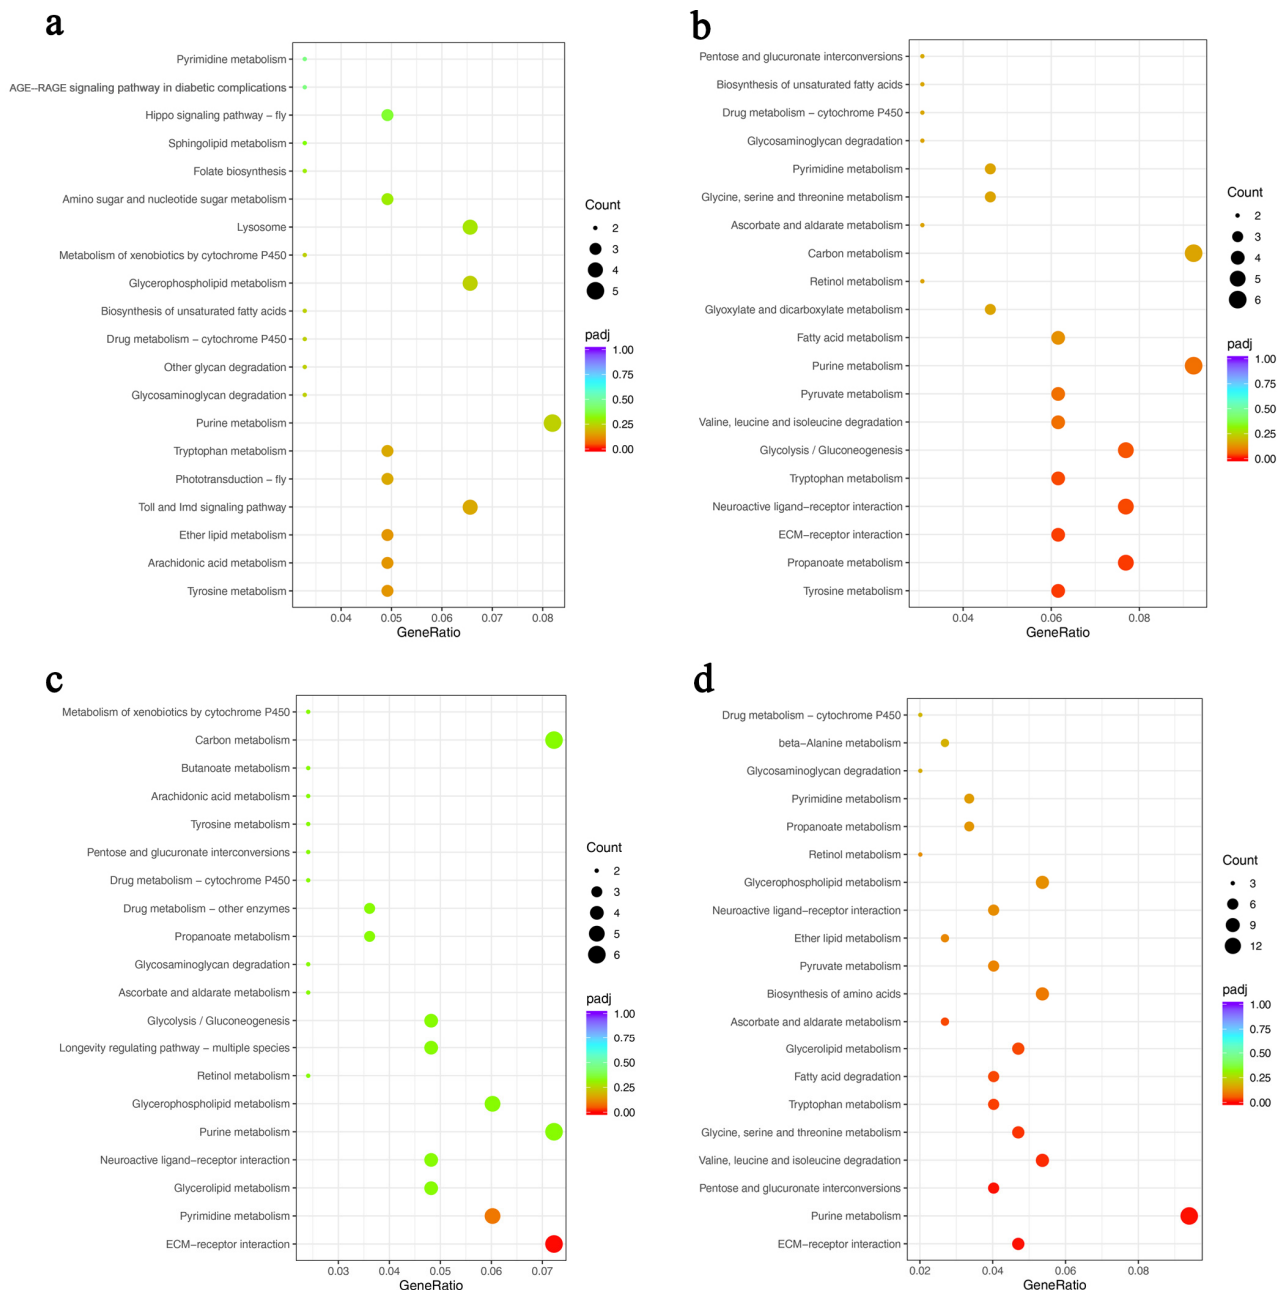 a
Pyrimidine metabolism
AGE–RAGE signaling pathway in diabetic complications
Hippo signaling pathway – fly
Sphingolipid metabolism
Folate biosynthesis
Amino sugar and nucleotide sugar metabolism
Lysosome
Metabolism of xenobiotics by cytochrome P450
Glycerophospholipid metabolism
Biosynthesis of unsaturated fatty acids
Drug metabolism – cytochrome P450
Other glycan degradation
Glycosaminoglycan degradation
Purine metabolism
Tryptophan metabolism
Phototransduction – fly
Toll and Imd signaling pathway
Ether lipid metabolism
Arachidonic acid metabolism
Tyrosine metabolism
0.04 0.05 0.06 0.07 0.08
GeneRatio
Count
2
3
4
5
padj
1.00
0.75
0.50
0.25
0.00
b
Pentose and glucuronate interconversions
Biosynthesis of unsaturated fatty acids
Drug metabolism – cytochrome P450
Glycosaminoglycan degradation
Pyrimidine metabolism
Glycine, serine and threonine metabolism
Ascorbate and aldarate metabolism
Carbon metabolism
Retinol metabolism
Glyoxylate and dicarboxylate metabolism
Fatty acid metabolism
Purine metabolism
Pyruvate metabolism
Valine, leucine and isoleucine degradation
Glycolysis / Gluconeogenesis
Tryptophan metabolism
Neuroactive ligand–receptor interaction
ECM–receptor interaction
Propanoate metabolism
Tyrosine metabolism
0.04 0.06 0.08
GeneRatio
Count
2
3
4
5
6
padj
1.00
0.75
0.50
0.25
0.00
c
Metabolism of xenobiotics by cytochrome P450
Carbon metabolism
Butanoate metabolism
Arachidonic acid metabolism
Tyrosine metabolism
Pentose and glucuronate interconversions
Drug metabolism – cytochrome P450
Drug metabolism – other enzymes
Propanoate metabolism
Glycosaminoglycan degradation
Ascorbate and aldarate metabolism
Glycolysis / Gluconeogenesis
Longevity regulating pathway – multiple species
Retinol metabolism
Glycerophospholipid metabolism
Purine metabolism
Neuroactive ligand–receptor interaction
Glycerolipid metabolism
Pyrimidine metabolism
ECM–receptor interaction
0.03 0.04 0.05 0.06 0.07
GeneRatio
Count
2
3
4
5
6
padj
1.00
0.75
0.50
0.25
0.00
d
Drug metabolism – cytochrome P450
beta–Alanine metabolism
Glycosaminoglycan degradation
Pyrimidine metabolism
Propanoate metabolism
Retinol metabolism
Glycerophospholipid metabolism
Neuroactive ligand–receptor interaction
Ether lipid metabolism
Pyruvate metabolism
Biosynthesis of amino acids
Ascorbate and aldarate metabolism
Glycerolipid metabolism
Fatty acid degradation
Tryptophan metabolism
Glycine, serine and threonine metabolism
Valine, leucine and isoleucine degradation
Pentose and glucuronate interconversions
Purine metabolism
ECM–receptor interaction
0.02 0.04 0.06 0.08
GeneRatio
Count
3
6
9
12
padj
1.00
0.75
0.50
0.25
0.00